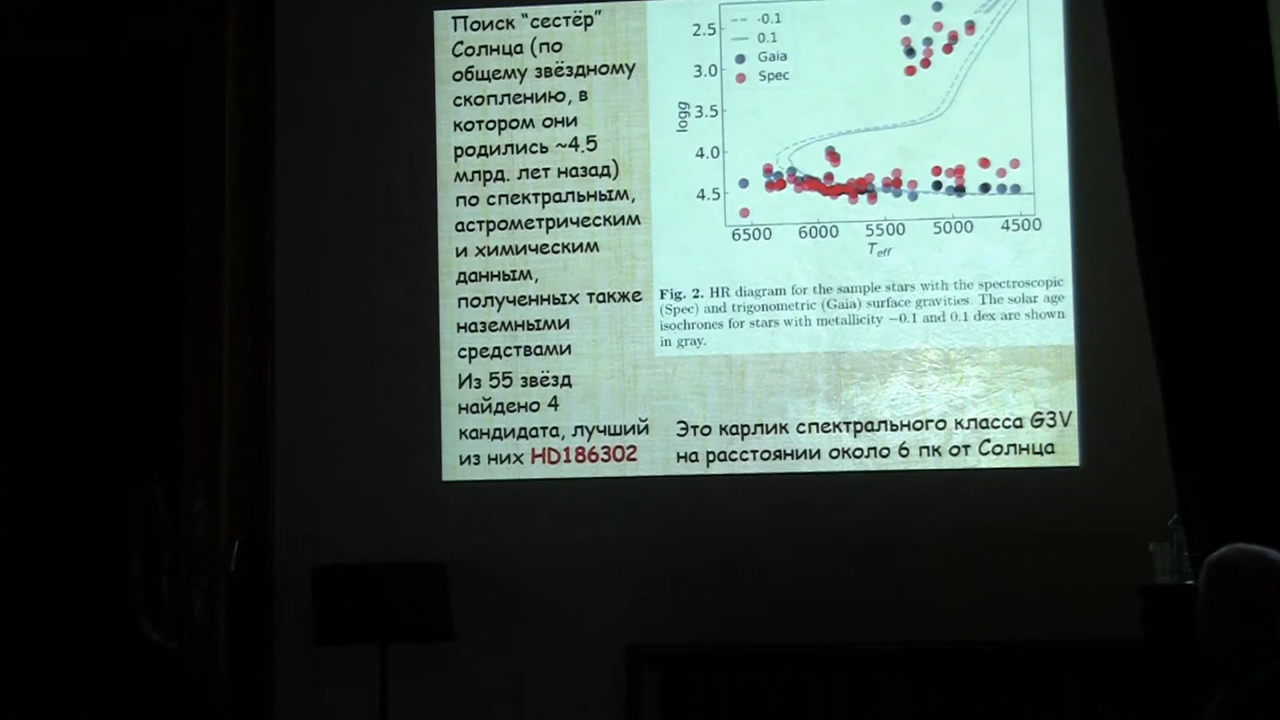 Поиск “сестёр”
Солнца (по
общему звёздному
скоплению, в
котором они
родились ~4.5
млрд. лет назад)
по спектральным,
астрометрическим
и химическим
данным,
полученных также
наземными
средствами
Из 55 звёзд
найдено 4
кандидата, лучший
из них HD186302
-0.1
0.1
Gaia
Spec
2.5
3.0
3.5
4.0
4.5
logg
6500 6000 5500 5000 4500
Teff
Fig. 2. HR diagram for the sample stars with the spectroscopic
(Spec) and trigonometric (Gaia) surface gravities. The solar age
isochrones for stars with metallicity −0.1 and 0.1 dex are shown
in gray.
Это карлик спектрального класса G3V
на расстоянии около 6 пк от Солнца